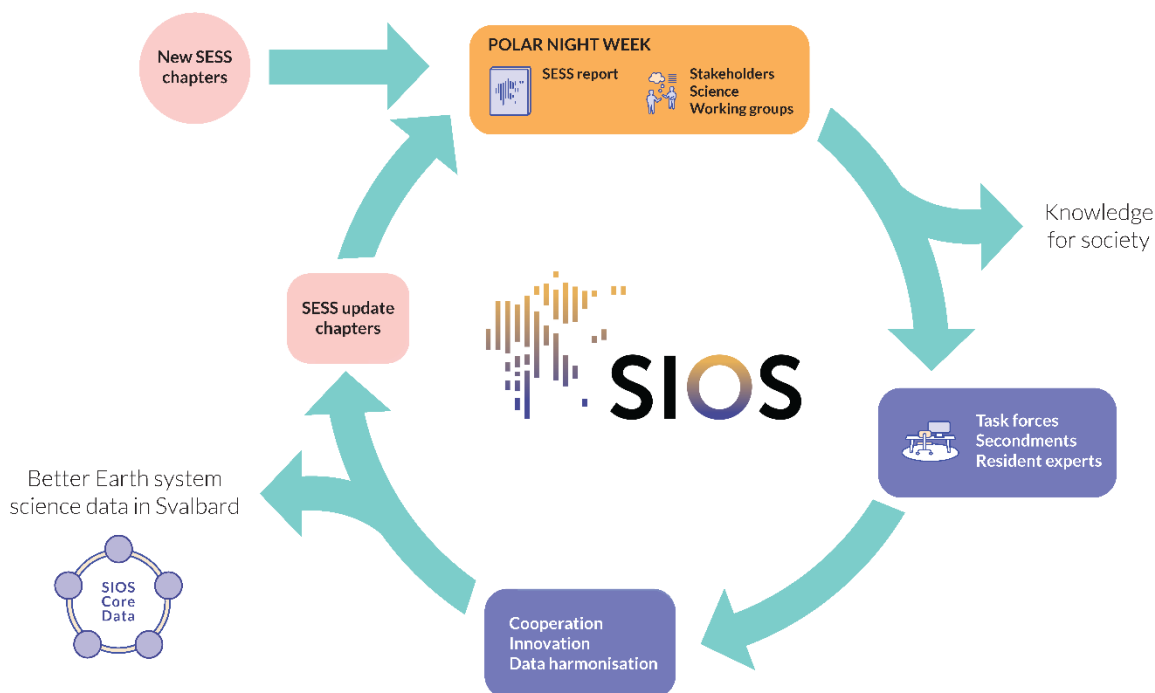 New SESS
chapters
POLAR NIGHT WEEK
SESS report
Stakeholders
Science
Working groups
Knowledge
for society
SESS update
chapters
SIOS
Task forces
Secondments
Resident experts
Better Earth system
science data in Svalbard
SIOS
Core
Data
Cooperation
Innovation
Data harmonisation